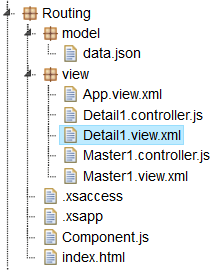 Routing
model
data.json
view
App.view.xml
Detail1.controller.js
Detail1.view.xml
Master1.controller.js
Master1.view.xml
.xsaccess
.xsapp
Component.js
index.html